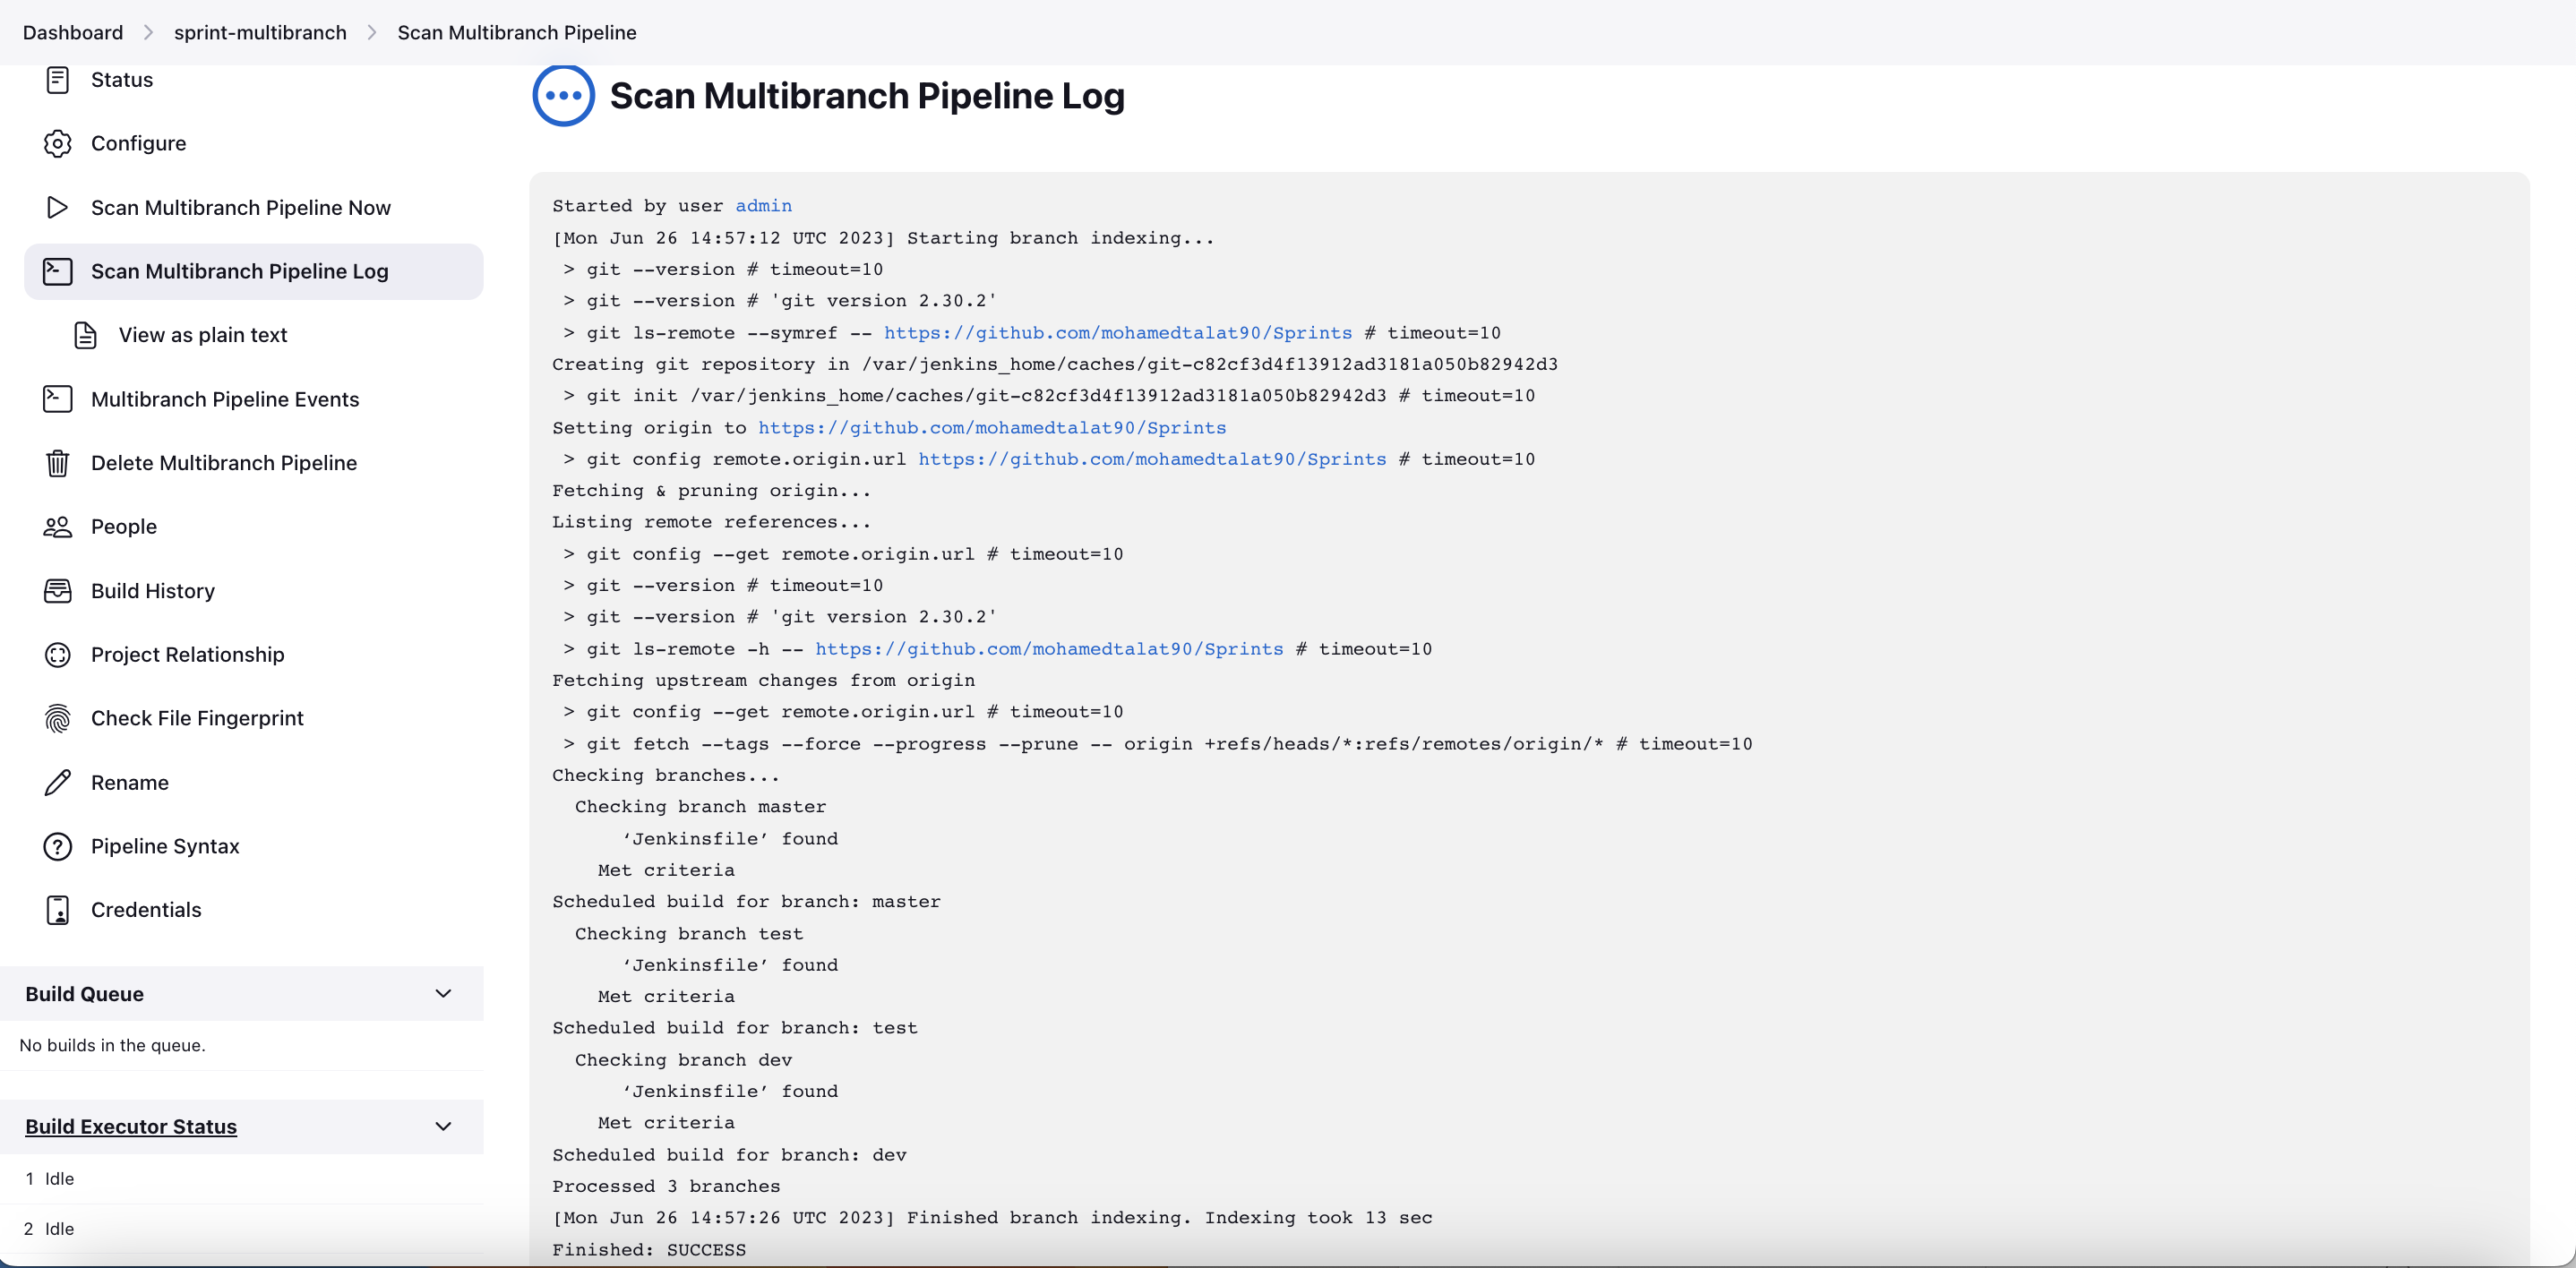 Dashboard > sprint-multibranch > Scan Multibranch Pipeline
Status
Configure
Scan Multibranch Pipeline Now
Scan Multibranch Pipeline Log
View as plain text
Multibranch Pipeline Events
Delete Multibranch Pipeline
People
Build History
Project Relationship
Check File Fingerprint
Rename
Pipeline Syntax
Credentials
Build Queue
No builds in the queue.
Build Executor Status
1 Idle
2 Idle
Scan Multibranch Pipeline Log
Started by user admin
[Mon Jun 26 14:57:12 UTC 2023] Starting branch indexing...
 > git --version # timeout=10
 > git --version # 'git version 2.30.2'
 > git ls-remote --symref -- https://github.com/mohamedtalat90/Sprints # timeout=10
Creating git repository in /var/jenkins_home/caches/git-c82cf3d4f13912ad3181a050b82942d3
 > git init /var/jenkins_home/caches/git-c82cf3d4f13912ad3181a050b82942d3 # timeout=10
Setting origin to https://github.com/mohamedtalat90/Sprints
 > git config remote.origin.url https://github.com/mohamedtalat90/Sprints # timeout=10
Fetching & pruning origin...
Listing remote references...
 > git config --get remote.origin.url # timeout=10
 > git --version # timeout=10
 > git --version # 'git version 2.30.2'
 > git ls-remote -h -- https://github.com/mohamedtalat90/Sprints # timeout=10
Fetching upstream changes from origin
 > git config --get remote.origin.url # timeout=10
 > git fetch --tags --force --progress --prune -- origin +refs/heads/*:refs/remotes/origin/* # timeout=10
Checking branches...
  Checking branch master
      ‘Jenkinsfile’ found
    Met criteria
Scheduled build for branch: master
  Checking branch test
      ‘Jenkinsfile’ found
    Met criteria
Scheduled build for branch: test
  Checking branch dev
      ‘Jenkinsfile’ found
    Met criteria
Scheduled build for branch: dev
Processed 3 branches
[Mon Jun 26 14:57:26 UTC 2023] Finished branch indexing. Indexing took 13 sec
Finished: SUCCESS